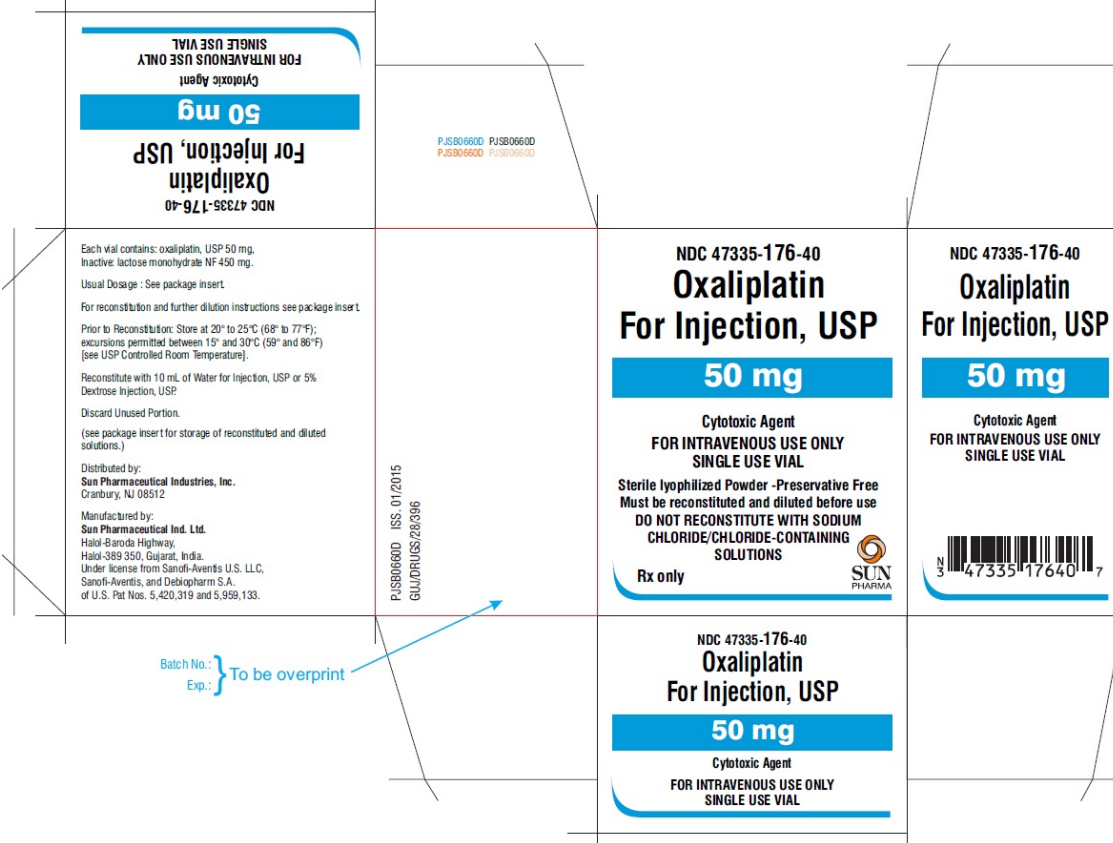 FOR INTRAVENOUS USE ONLY
SINGLE USE VIAL
Cytotoxic Agent
50 mg
Oxaliplatin
For Injection, USP
NDC 47335-176-40
PJSB0660D PJSB0660D
PJSB0660D PJSB0660D
Each vial contains: oxaliplatin, USP 50 mg,
Inactive: lactose monohydrate NF 450 mg.
Usual Dosage : See package insert.
For reconstitution and further dilution instructions see package insert.
Prior to Reconstitution: Store at 20° to 25°C (68° to 77°F);
excursions permitted between 15° and 30°C (59° and 86°F)
[see USP Controlled Room Temperature].
Reconstitute with 10 mL of Water for Injection, USP or 5%
Dextrose Injection, USP.
Discard Unused Portion.
(see package insert for storage of reconstituted and diluted
solutions.)
Distributed by:
Sun Pharmaceutical Industries, Inc.
Cranbury, NJ 08512
Manufactured by:
Sun Pharmaceutical Ind. Ltd.
Halol-Baroda Highway,
Halol-389 350, Gujarat, India.
Under license from Sanofi-Aventis U.S. LLC,
Sanofi-Aventis, and Debiopharm S.A.
of U.S. Pat Nos. 5,420,319 and 5,959,133.
PJSB0660D ISS. 01/2015
GUJ/DRUGS/28/396
Batch No.:
Exp.:
To be overprint
NDC 47335-176-40
Oxaliplatin
For Injection, USP
50 mg
Cytotoxic Agent
FOR INTRAVENOUS USE ONLY
SINGLE USE VIAL
Sterile lyophilized Powder -Preservative Free
Must be reconstituted and diluted before use
DO NOT RECONSTITUTE WITH SODIUM
CHLORIDE/CHLORIDE-CONTAINING
SOLUTIONS
Rx only
SUN
PHARMA
NDC 47335-176-40
Oxaliplatin
For Injection, USP
50 mg
Cytotoxic Agent
FOR INTRAVENOUS USE ONLY
SINGLE USE VIAL
N
3 47335 17640 7
NDC 47335-176-40
Oxaliplatin
For Injection, USP
50 mg
Cytotoxic Agent
FOR INTRAVENOUS USE ONLY
SINGLE USE VIAL